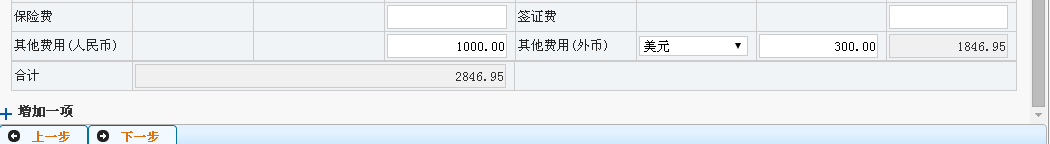 保险费 签证费
其他费用(人民币) 1000.00 其他费用(外币) 美元 300.00 1846.95
合计 2846.95
增加一项
上一步 下一步